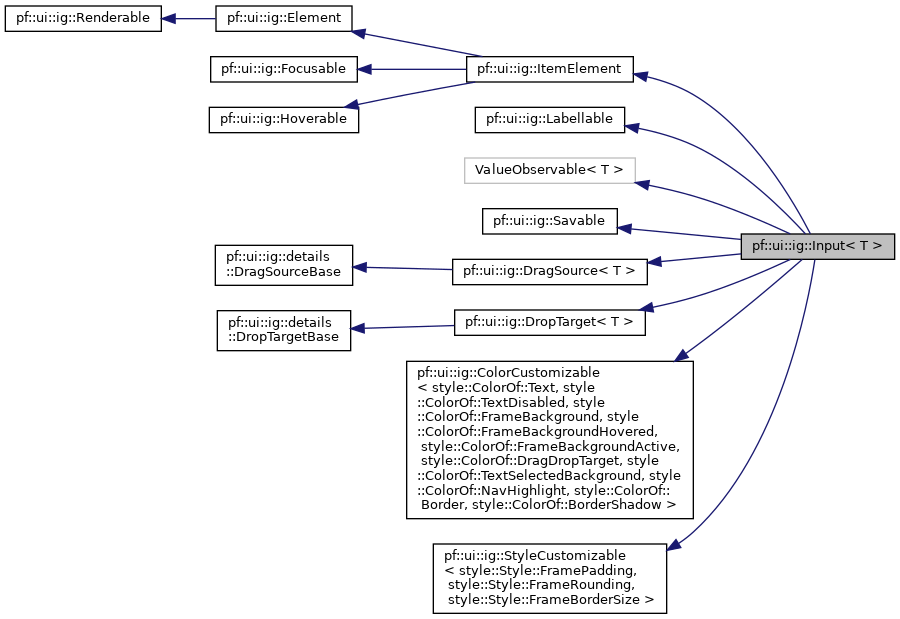 pf::ui::ig::Renderable
pf::ui::ig::Element
pf::ui::ig::Focusable
pf::ui::ig::ItemElement
pf::ui::ig::Hoverable
pf::ui::ig::Labellable
ValueObservable< T >
pf::ui::ig::Savable
pf::ui::ig::Input< T >
pf::ui::ig::details
::DragSourceBase
pf::ui::ig::DragSource< T >
pf::ui::ig::details
::DropTargetBase
pf::ui::ig::DropTarget< T >
pf::ui::ig::ColorCustomizable
< style::ColorOf::Text, style
::ColorOf::TextDisabled, style
::ColorOf::FrameBackground, style
::ColorOf::FrameBackgroundHovered,
style::ColorOf::FrameBackgroundActive,
style::ColorOf::DragDropTarget, style
::ColorOf::TextSelectedBackground, style
::ColorOf::NavHighlight, style::ColorOf::
Border, style::ColorOf::BorderShadow >
pf::ui::ig::StyleCustomizable
< style::Style::FramePadding,
style::Style::FrameRounding,
style::Style::FrameBorderSize >